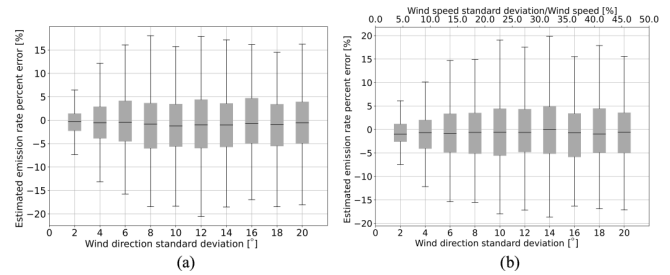 Wind speed standard deviation/Wind speed [%]
0.0 5.0 10.0 15.0 20.0 25.0 30.0 35.0 40.0 45.0 50.0
Estimated emission rate percent error [%]
15
10
5
0
−5
−10
−15
−20
0 2 4 6 8 10 12 14 16 18 20
Wind direction standard deviation [°]
(a)
Estimated emission rate percent error [%]
20
15
10
5
0
−5
−10
−15
−20
0 2 4 6 8 10 12 14 16 18 20
Wind direction standard deviation [°]
(b)